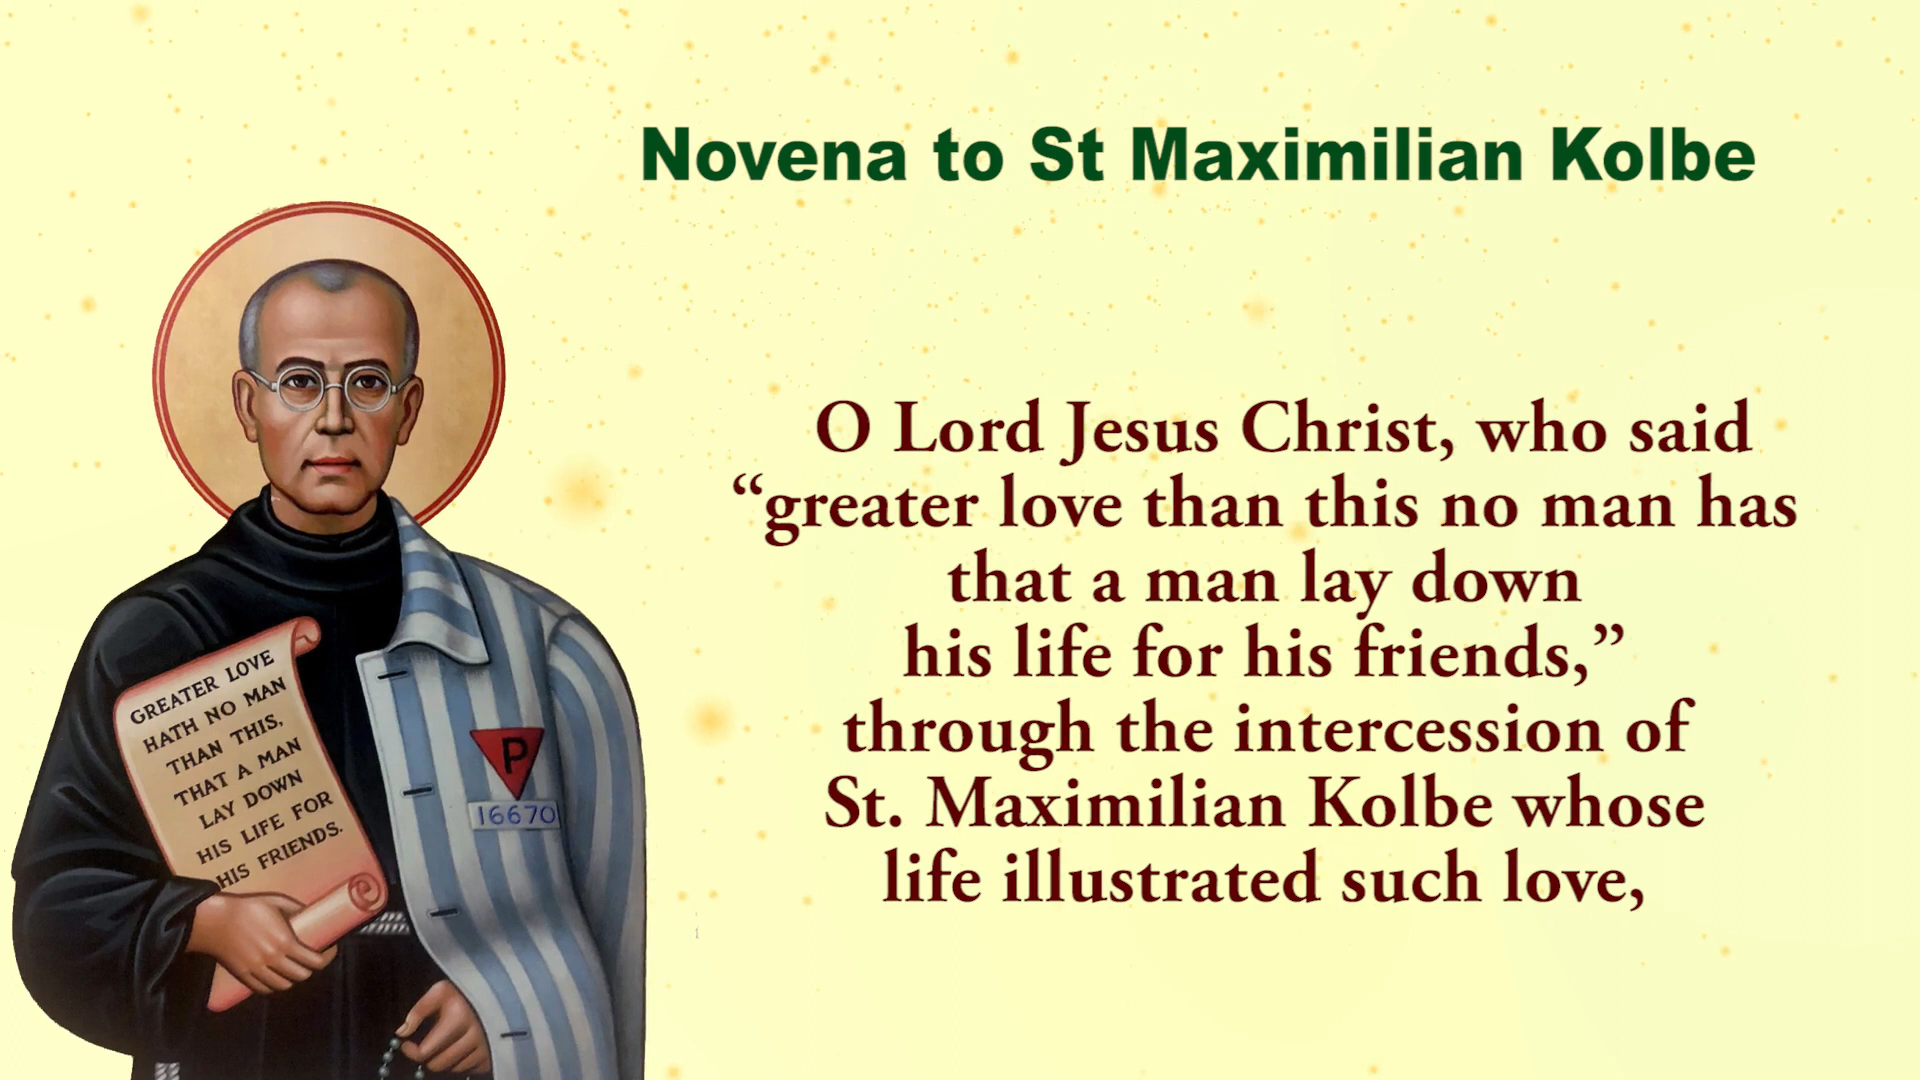 Novena to St Maximilian Kolbe
O Lord Jesus Christ, who said
“greater love than this no man has
that a man lay down
his life for his friends,”
through the intercession of
St. Maximilian Kolbe whose
life illustrated such love,
GREATER LOVE
HATH NO MAN
THAN THIS,
THAT A MAN
LAY DOWN
HIS LIFE FOR
HIS FRIENDS.
P
16670